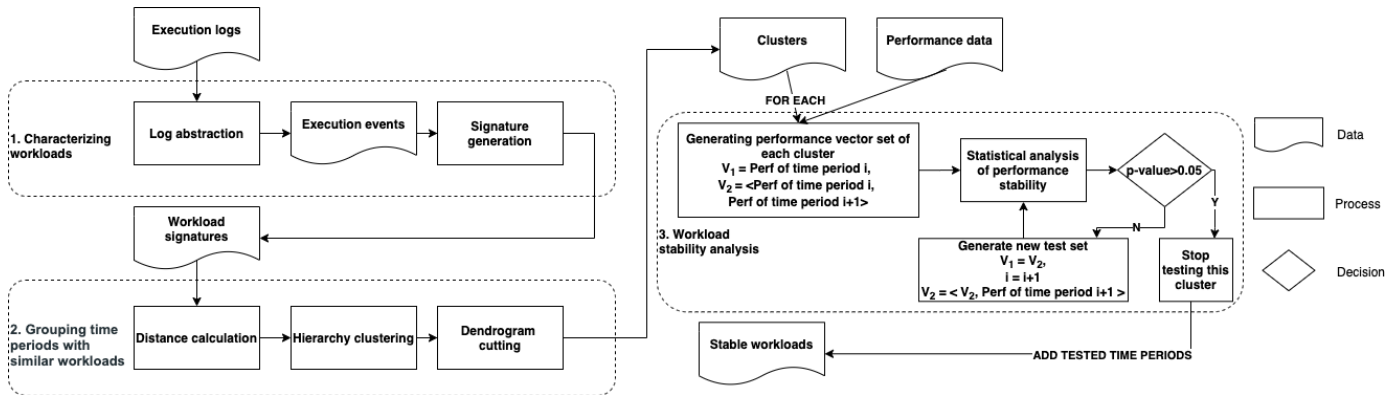 Execution logs
1. Characterizing
workloads
Log abstraction
Execution events
Signature
generation
Workload
signatures
2. Grouping time
periods with
similar workloads
Distance calculation
Hierarchy clustering
Dendrogram
cutting
Clusters
Performance data
FOR EACH
Generating performance vector set of
each cluster
V1 = Perf of time period i,
V2 = <Perf of time period i,
Perf of time period i+1>
Statistical analysis
of performance
stability
p-value>0.05
Y
N
3. Workload
stability analysis
Generate new test set
V1 = V2,
i = i+1
V2 = < V2, Perf of time period i+1 >
Stop
testing this
cluster
Stable workloads
ADD TESTED TIME PERIODS
Data
Process
Decision